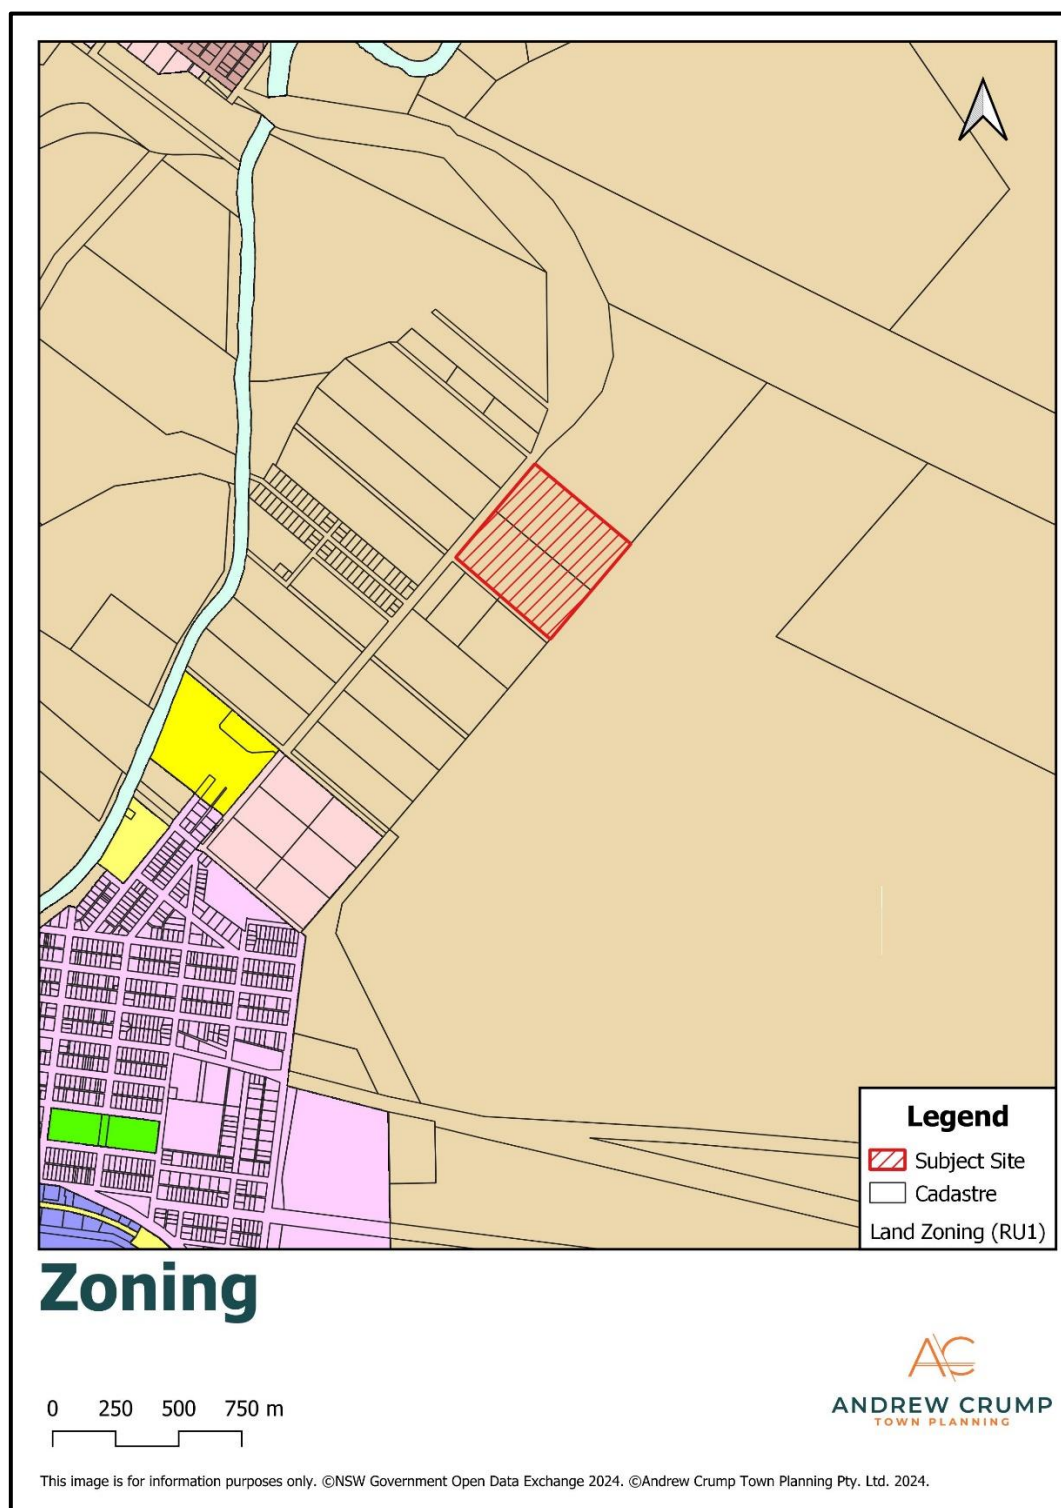 Legend
Subject Site
Cadastre
Land Zoning (RU1)
Zoning
0 250 500 750 m
AC
ANDREW CRUMP
TOWN PLANNING
This image is for information purposes only. ©NSW Government Open Data Exchange 2024. ©Andrew Crump Town Planning Pty. Ltd. 2024.